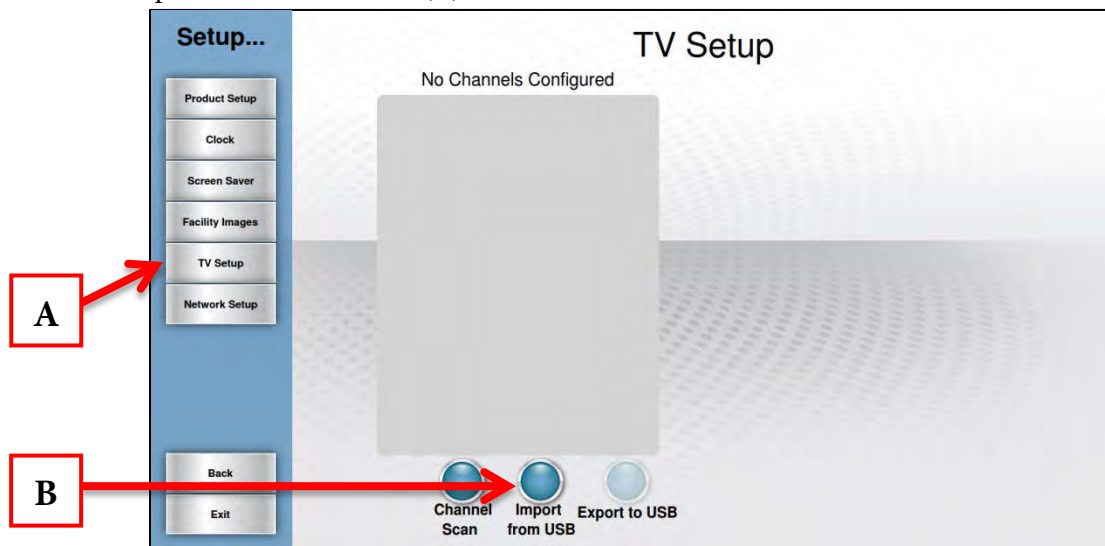 Setup...
TV Setup
No Channels Configured
Product Setup
Clock
Screen Saver
Facility Images
TV Setup
Network Setup
A
Back
Exit
B
Channel
Scan
Import
from USB
Export to USB